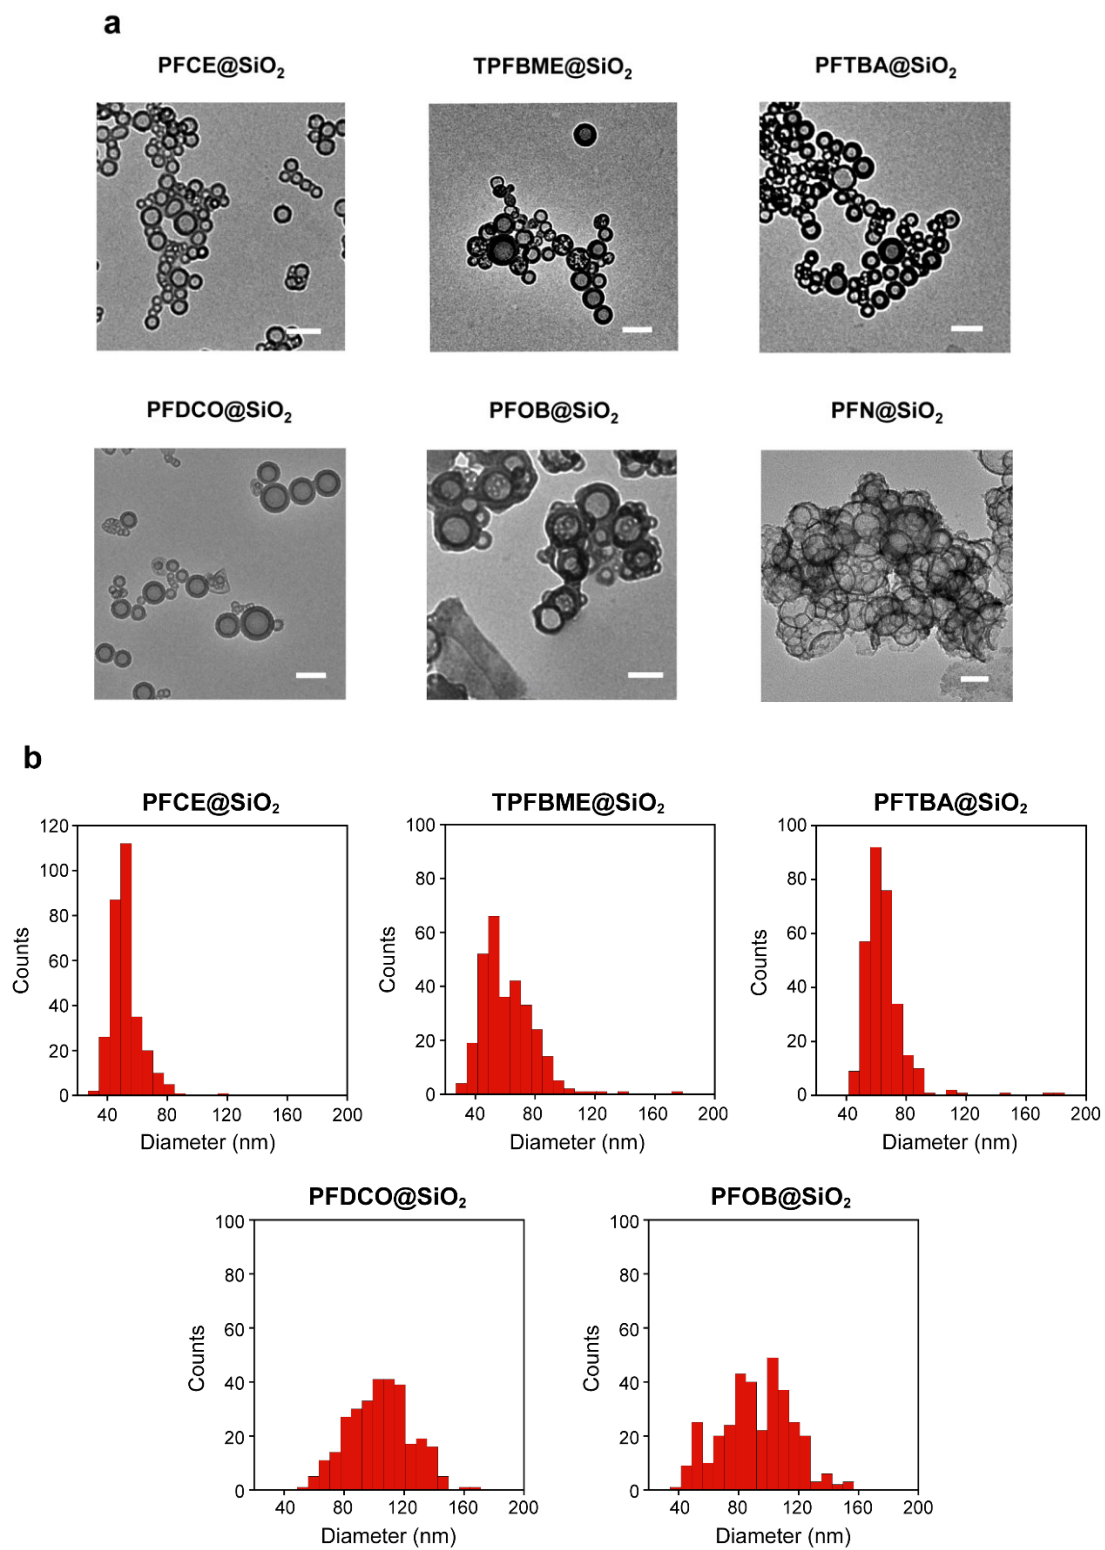 a
PFCE@SiO₂ TPFBME@SiO₂ PFTBA@SiO₂
PFDCO@SiO₂ PFOB@SiO₂ PFN@SiO₂
b
PFCE@SiO₂
120
100
80
60
40
20
0
Counts
40 80 120 160 200
Diameter (nm)
TPFBME@SiO₂
100
80
60
40
20
0
Counts
40 80 120 160 200
Diameter (nm)
PFTBA@SiO₂
100
80
60
40
20
0
Counts
40 80 120 160 200
Diameter (nm)
PFDCO@SiO₂
100
80
60
40
20
0
Counts
40 80 120 160 200
Diameter (nm)
PFOB@SiO₂
100
80
60
40
20
0
Counts
40 80 120 160 200
Diameter (nm)